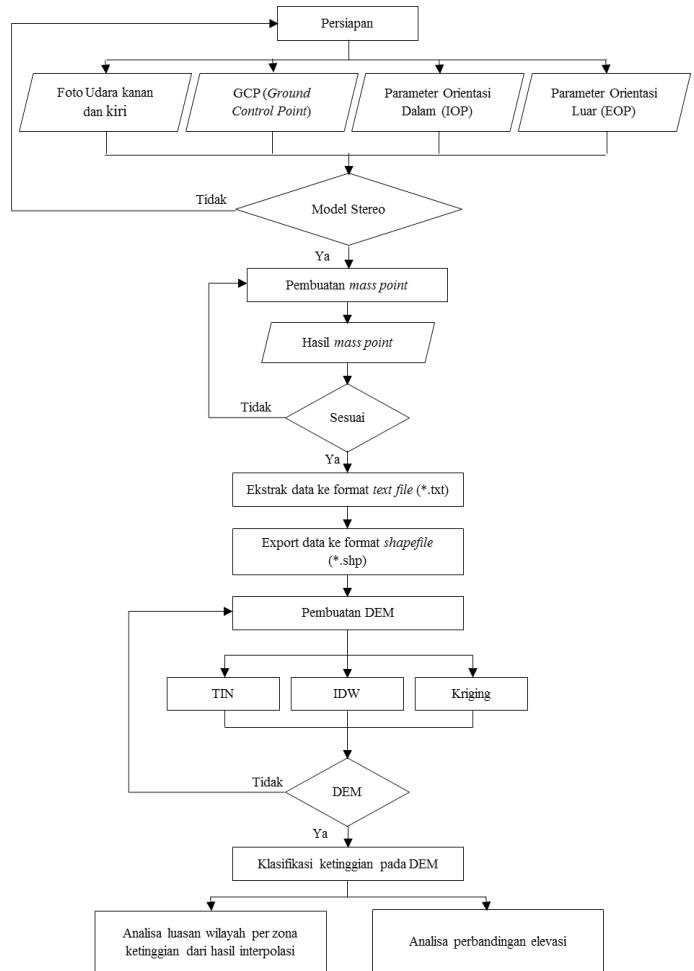 Persiapan
Foto Udara kanan
dan kiri
GCP (Ground
Control Point)
Parameter Orientasi
Dalam (IOP)
Parameter Orientasi
Luar (EOP)
Tidak
Model Stereo
Ya
Pembuatan mass point
Hasil mass point
Tidak
Sesuai
Ya
Ekstrak data ke format text file (*.txt)
Export data ke format shapefile
(*.shp)
Pembuatan DEM
TIN
IDW
Kriging
Tidak
DEM
Ya
Klasifikasi ketinggian pada DEM
Analisa luasan wilayah per zona
ketinggian dari hasil interpolasi
Analisa perbandingan elevasi